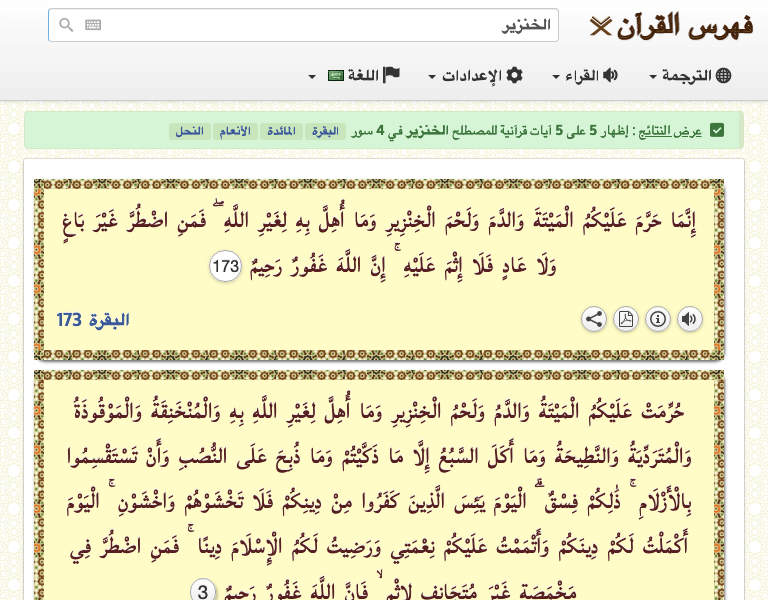 فهرس القرآن
الخنزير
الترجمة القراء الإعدادات اللغة
عرض النتائج : إظهار 5 على 5 آيات قرآنية للمصطلح الخنزير في 4 سور البقرة المائدة الأنعام النحل
إِنَّمَا حَرَّمَ عَلَيْكُمُ الْمَيْتَةَ وَالدَّمَ وَلَحْمَ الْخِنْزِيرِ وَمَا أُهِلَّ بِهِ لِغَيْرِ اللَّهِ ۖ فَمَنِ اضْطُرَّ غَيْرَ بَاغٍ
وَلَا عَادٍ فَلَا إِثْمَ عَلَيْهِ ۚ إِنَّ اللَّهَ غَفُورٌ رَحِيمٌ 173
البقرة 173
حُرِّمَتْ عَلَيْكُمُ الْمَيْتَةُ وَالدَّمُ وَلَحْمُ الْخِنْزِيرِ وَمَا أُهِلَّ لِغَيْرِ اللَّهِ بِهِ وَالْمُنْخَنِقَةُ وَالْمَوْقُوذَةُ
وَالْمُتَرَدِّيَةُ وَالنَّطِيحَةُ وَمَا أَكَلَ السَّبُعُ إِلَّا مَا ذَكَّيْتُمْ وَمَا ذُبِحَ عَلَى النُّصُبِ وَأَنْ تَسْتَقْسِمُوا
بِالْأَزْلَامِ ۚ ذَٰلِكُمْ فِسْقٌ ۗ الْيَوْمَ يَئِسَ الَّذِينَ كَفَرُوا مِنْ دِينِكُمْ فَلَا تَخْشَوْهُمْ وَاخْشَوْنِ ۚ الْيَوْمَ
أَكْمَلْتُ لَكُمْ دِينَكُمْ وَأَتْمَمْتُ عَلَيْكُمْ نِعْمَتِي وَرَضِيتُ لَكُمُ الْإِسْلَامَ دِينًا ۚ فَمَنِ اضْطُرَّ فِي
مَخْمَصَةٍ غَيْرَ مُتَجَانِفٍ لِإِثْمٍ ۙ فَإِنَّ اللَّهَ غَفُورٌ رَحِيمٌ 3